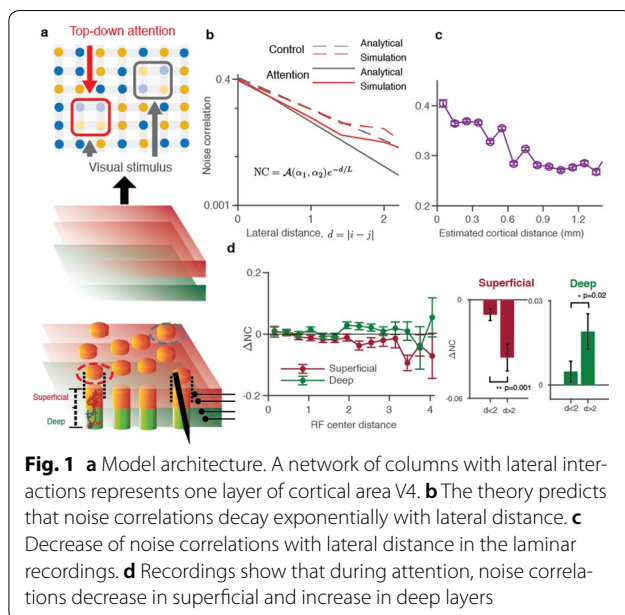 a
Top-down attention
Visual stimulus
Superficial
Deep
b
Control
Analytical
Simulation
Attention
Analytical
Simulation
Noise correlation
0.4
0.001
NC = A(α₁, α₂)e^{-d/L}
0 1 2
Lateral distance, d = |i − j|
c
0.4
0.3
0.2
0 0.3 0.6 0.9 1.2
Estimated cortical distance (mm)
d
ΔNC
0.2
0
-0.2
Superficial
Deep
0 1 2 3 4
RF center distance
Superficial
ΔNC
0
-0.06
** p=0.001
d<2 d>2
Deep
0.03
0
* p=0.02
d<2 d>2
Fig. 1 a Model architecture. A network of columns with lateral inter-
actions represents one layer of cortical area V4. b The theory predicts
that noise correlations decay exponentially with lateral distance. c
Decrease of noise correlations with lateral distance in the laminar
recordings. d Recordings show that during attention, noise correla-
tions decrease in superficial and increase in deep layers